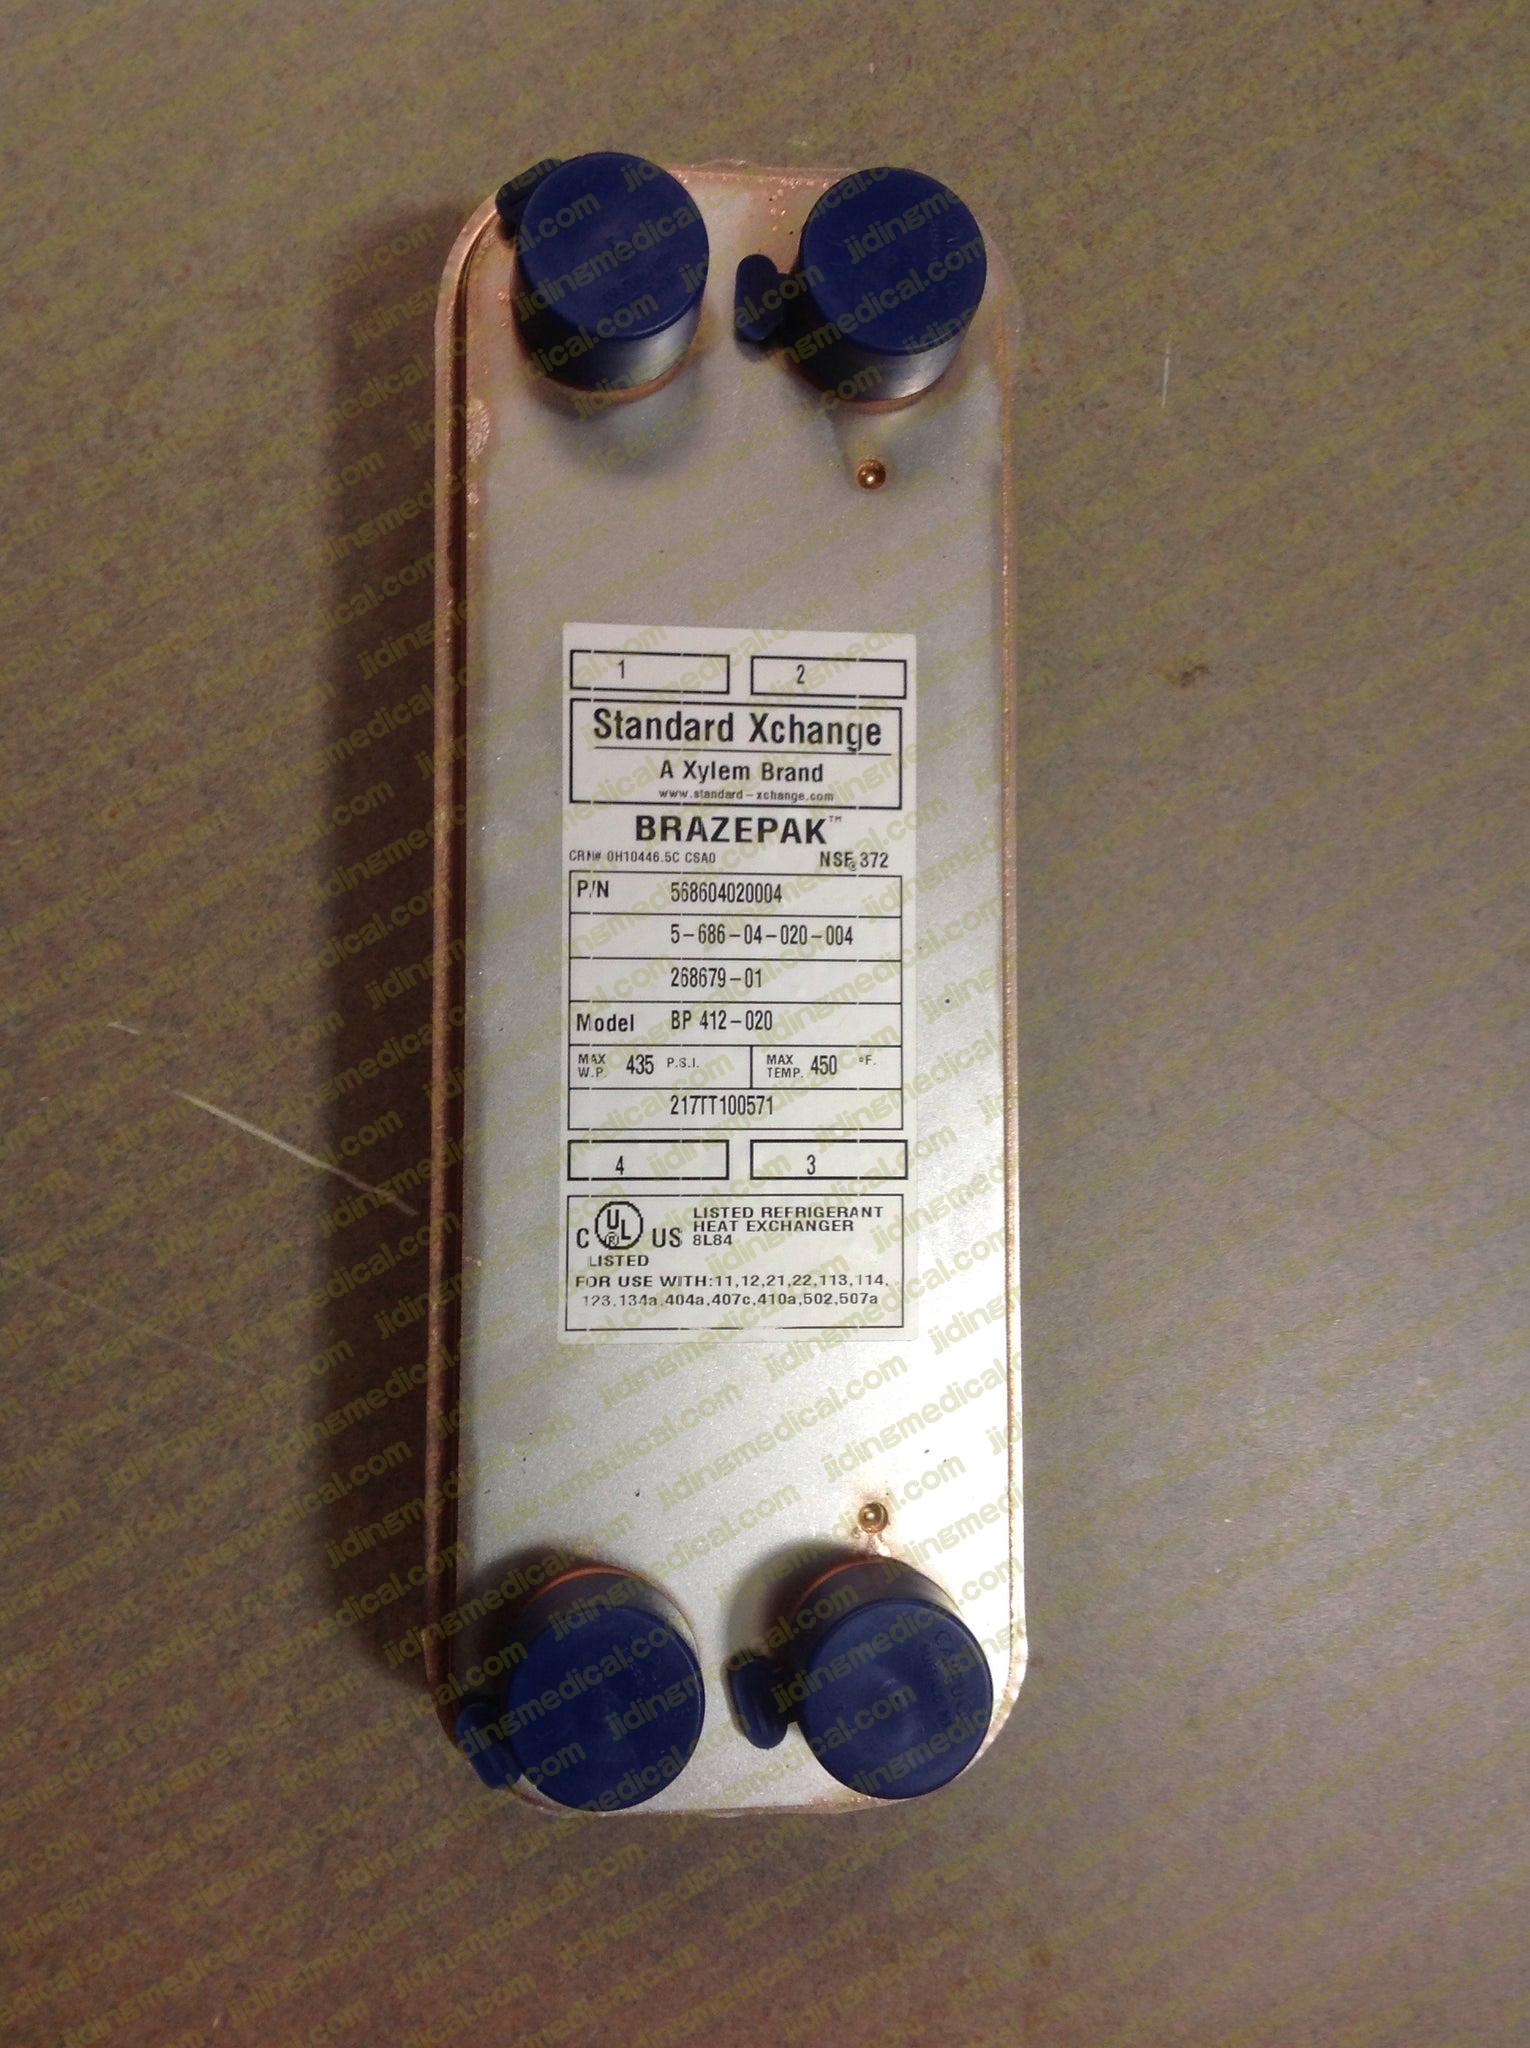 1 2
Standard Xchange
A Xylem Brand
www.standard-xchange.com
BRAZEPAK™
CRN# 0H10446.5C CSA0 NSF® 372
P/N 568604020004
5-686-04-020-004
268679-01
Model BP 412-020
MAX W.P. 435 P.S.I. MAX TEMP. 450 °F.
217TT100571
4 3
C UL® US LISTED REFRIGERANT
HEAT EXCHANGER
8L84
LISTED
FOR USE WITH:11,12,21,22,113,114,
123,134a,404a,407c,410a,502,507a
jidingmedical.com